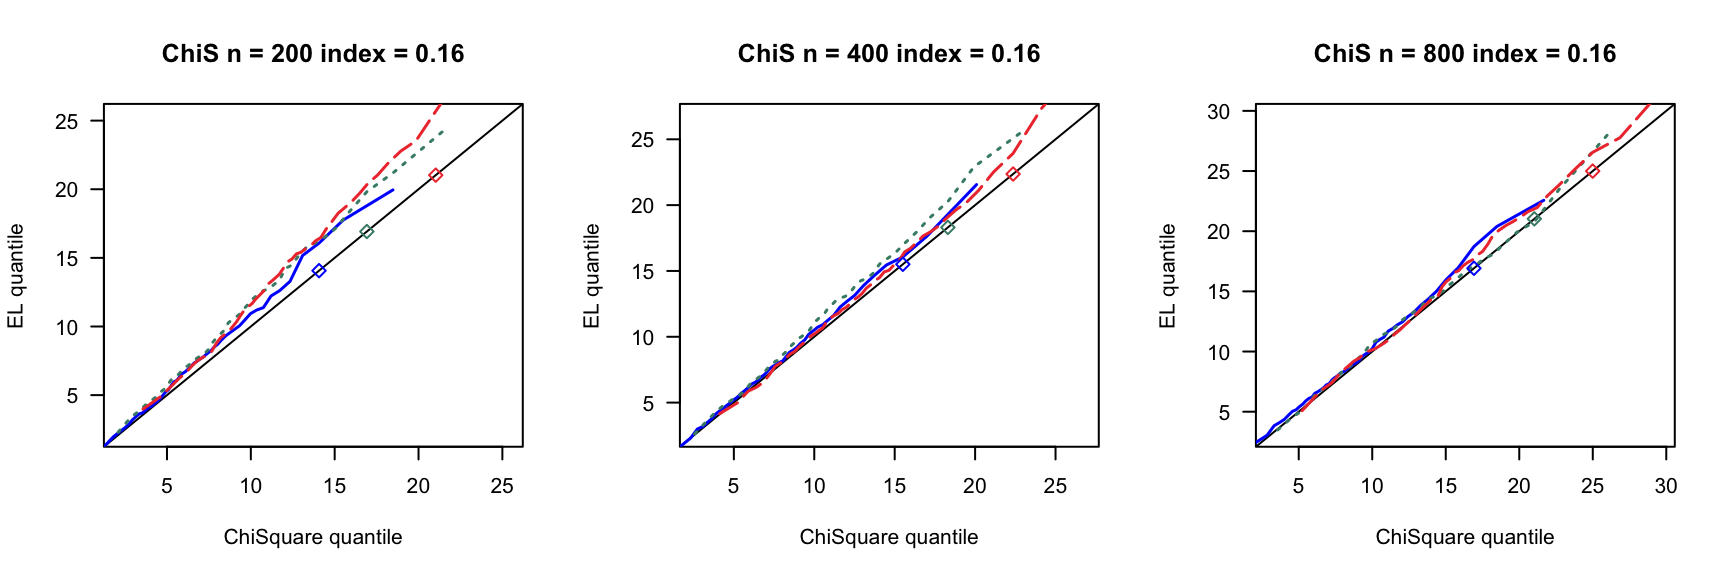 ChiS n = 200 index = 0.16
EL quantile
25
20
15
10
5
5 10 15 20 25
ChiSquare quantile
ChiS n = 400 index = 0.16
EL quantile
25
20
15
10
5
5 10 15 20 25
ChiSquare quantile
ChiS n = 800 index = 0.16
EL quantile
30
25
20
15
10
5
5 10 15 20 25 30
ChiSquare quantile